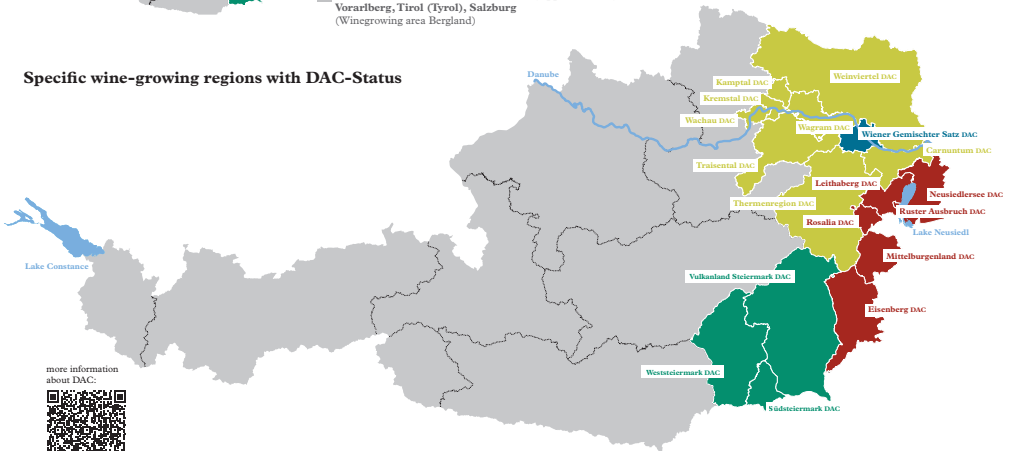 Vorarlberg, Tirol (Tyrol), Salzburg
(Winegrowing area Bergland)
Specific wine-growing regions with DAC-Status
Danube
Kamptal DAC
Weinviertel DAC
Kremstal DAC
Wachau DAC
Wagram DAC
Wiener Gemischter Satz DAC
Carnuntum DAC
Traisental DAC
Leithaberg DAC
Neusiedlersee DAC
Thermenregion DAC
Ruster Ausbruch DAC
Rosalia DAC
Lake Neusiedl
Mittelburgenland DAC
Lake Constance
Vulkanland Steiermark DAC
Eisenberg DAC
Weststeiermark DAC
Südsteiermark DAC
more information
about DAC: